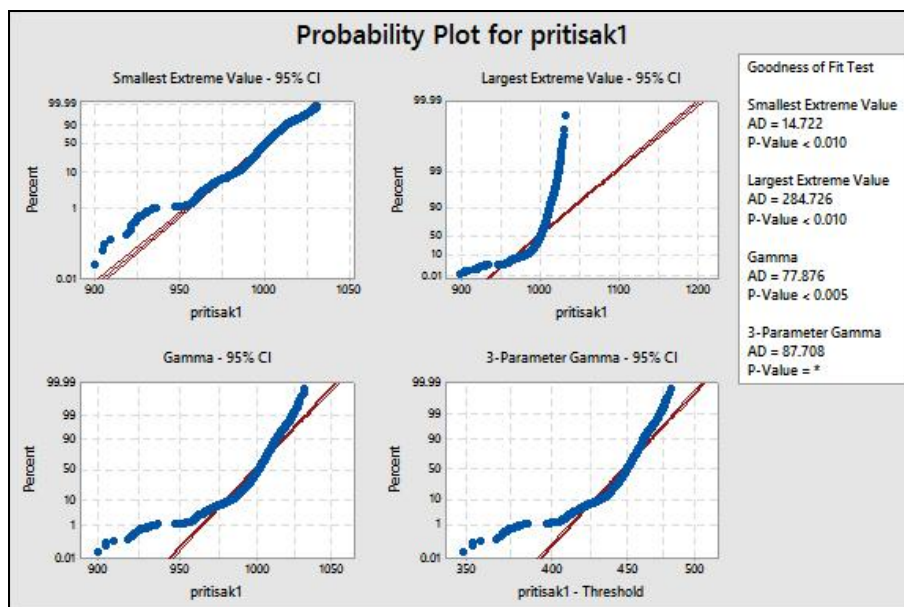 Probability Plot for pritisak1
Smallest Extreme Value - 95% CI
Largest Extreme Value - 95% CI
Percent
99.99
90
50
10
1
0.01
900
950
1000
1050
pritisak1
Percent
99.99
99
90
50
10
0.01
900
1000
1100
1200
pritisak1
Gamma - 95% CI
3-Parameter Gamma - 95% CI
Percent
99.99
99
90
50
10
1
0.01
900
950
1000
1050
pritisak1
Percent
99.99
99
90
50
10
1
0.01
350
400
450
500
pritisak1 - Threshold
Goodness of Fit Test
Smallest Extreme Value
AD = 14.722
P-Value < 0.010
Largest Extreme Value
AD = 284.726
P-Value < 0.010
Gamma
AD = 77.876
P-Value < 0.005
3-Parameter Gamma
AD = 87.708
P-Value = *